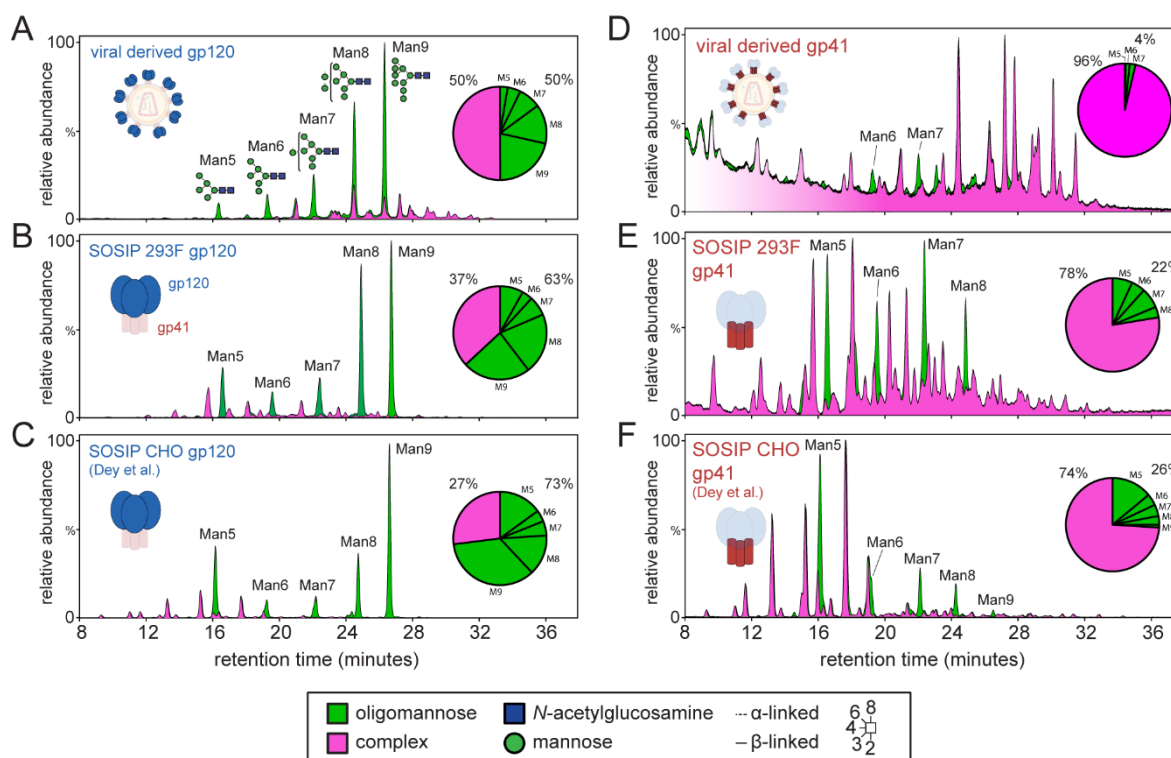 A
viral derived gp120
relative abundance
100
%
0
Man5
Man6
Man7
Man8
Man9
50%
50%
M5
M6
M7
M8
M9
B
SOSIP 293F gp120
relative abundance
100
%
0
gp120
gp41
Man5
Man6
Man7
Man8
Man9
37%
63%
M5
M6
M7
M8
M9
C
SOSIP CHO gp120
(Dey et al.)
relative abundance
100
%
0
Man5
Man6
Man7
Man8
Man9
27%
73%
M5
M6
M7
M8
M9
8 12 16 20 24 28 32 36
retention time (minutes)
D
viral derived gp41
relative abundance
100
%
0
Man6
Man7
96%
4%
M5
M6
M7
E
SOSIP 293F
gp41
relative abundance
100
%
0
Man5
Man6
Man7
Man8
78%
22%
M5
M6
M7
M8
F
SOSIP CHO
gp41
(Dey et al.)
relative abundance
100
%
0
Man5
Man6
Man7
Man8
Man9
74%
26%
M5
M6
M7
M8
M9
8 12 16 20 24 28 32 36
retention time (minutes)
oligomannose
complex
N-acetylglucosamine
mannose
α-linked
β-linked
6 8
4
3 2